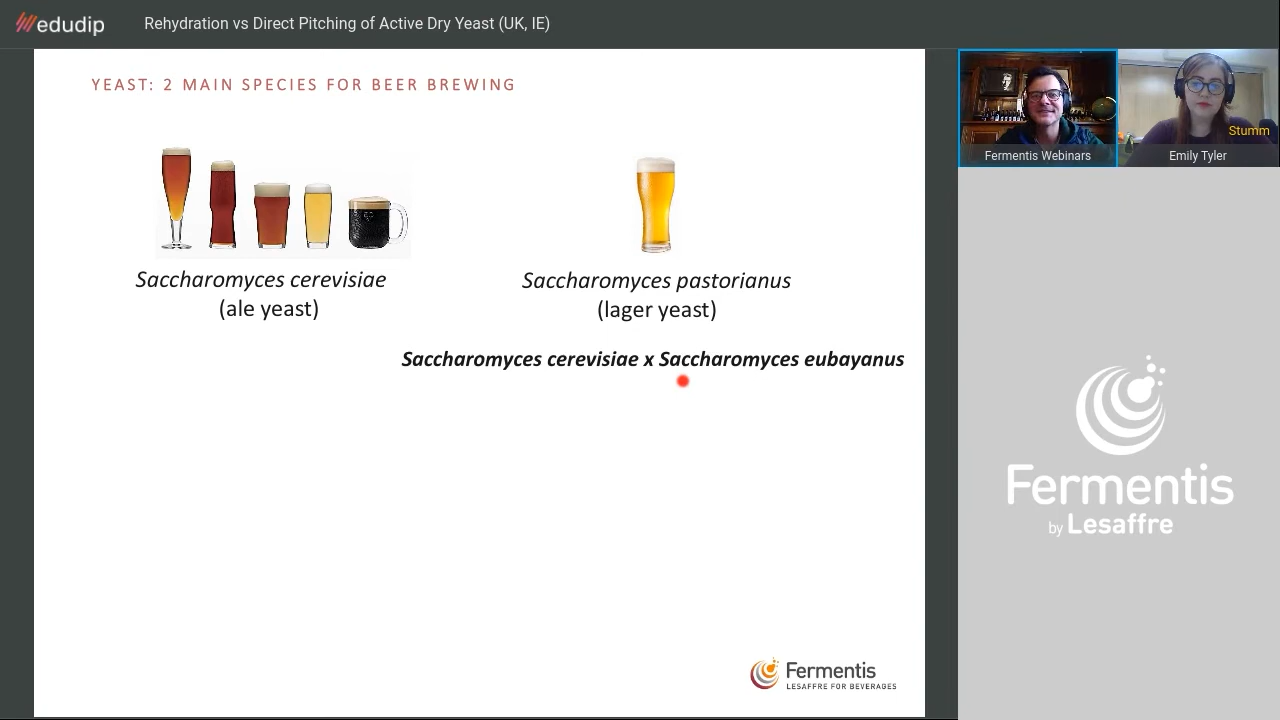 edudip
Rehydration vs Direct Pitching of Active Dry Yeast (UK, IE)
YEAST: 2 MAIN SPECIES FOR BEER BREWING
Saccharomyces cerevisiae
(ale yeast)
Saccharomyces pastorianus
(lager yeast)
Saccharomyces cerevisiae x Saccharomyces eubayanus
Fermentis
LESAFFRE FOR BEVERAGES
Fermentis Webinars
Stumm
Emily Tyler
Fermentis
by Lesaffre